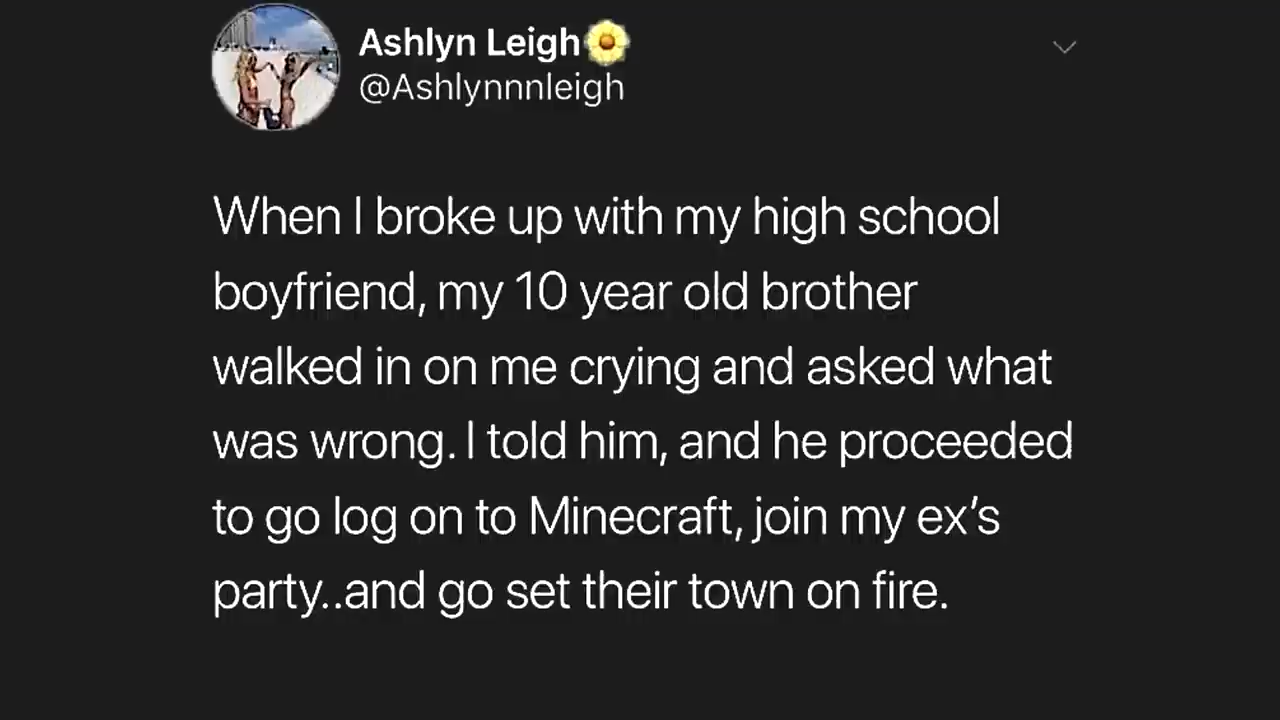 Ashlyn Leigh🌼
@Ashlynnnleigh
When I broke up with my high school
boyfriend, my 10 year old brother
walked in on me crying and asked what
was wrong. I told him, and he proceeded
to go log on to Minecraft, join my ex’s
party..and go set their town on fire.